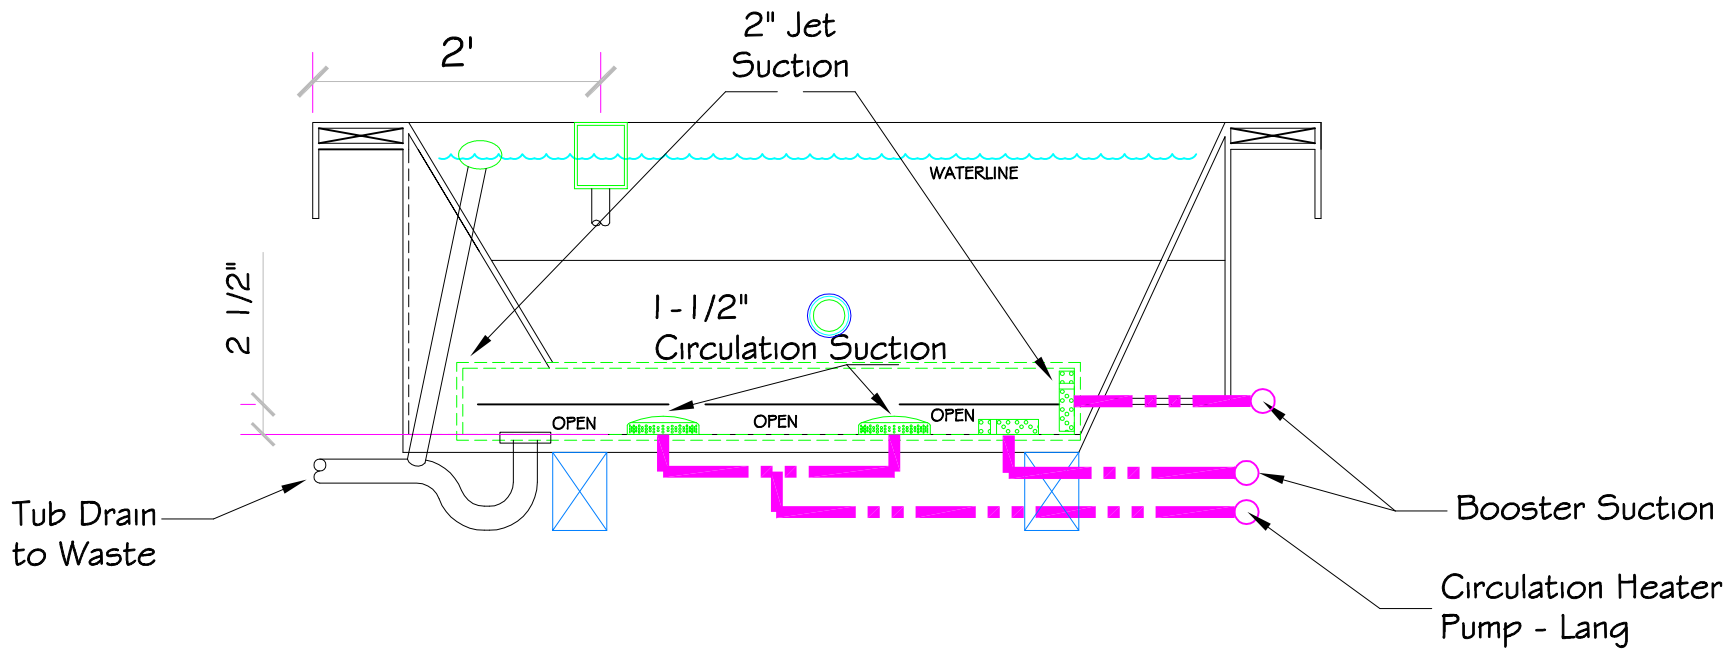 2" Jet
Suction
2'
WATERLINE
2 1/2"
1-1/2"
Circulation Suction
OPEN
OPEN
OPEN
Tub Drain
to Waste
Booster Suction
Circulation Heater
Pump - Lang